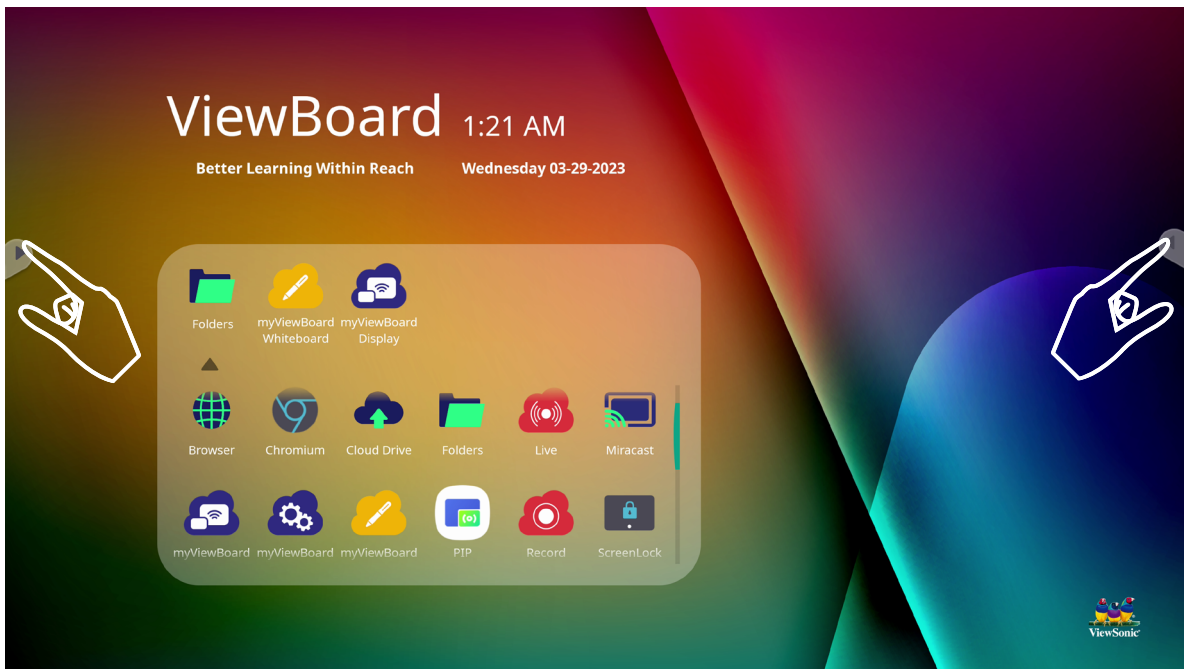 ViewBoard 1:21 AM
Better Learning Within Reach Wednesday 03-29-2023
Folders myViewBoard myViewBoard
Whiteboard Display
Browser Chromium Cloud Drive Folders Live Miracast
myViewBoard myViewBoard myViewBoard PIP Record ScreenLock
ViewSonic